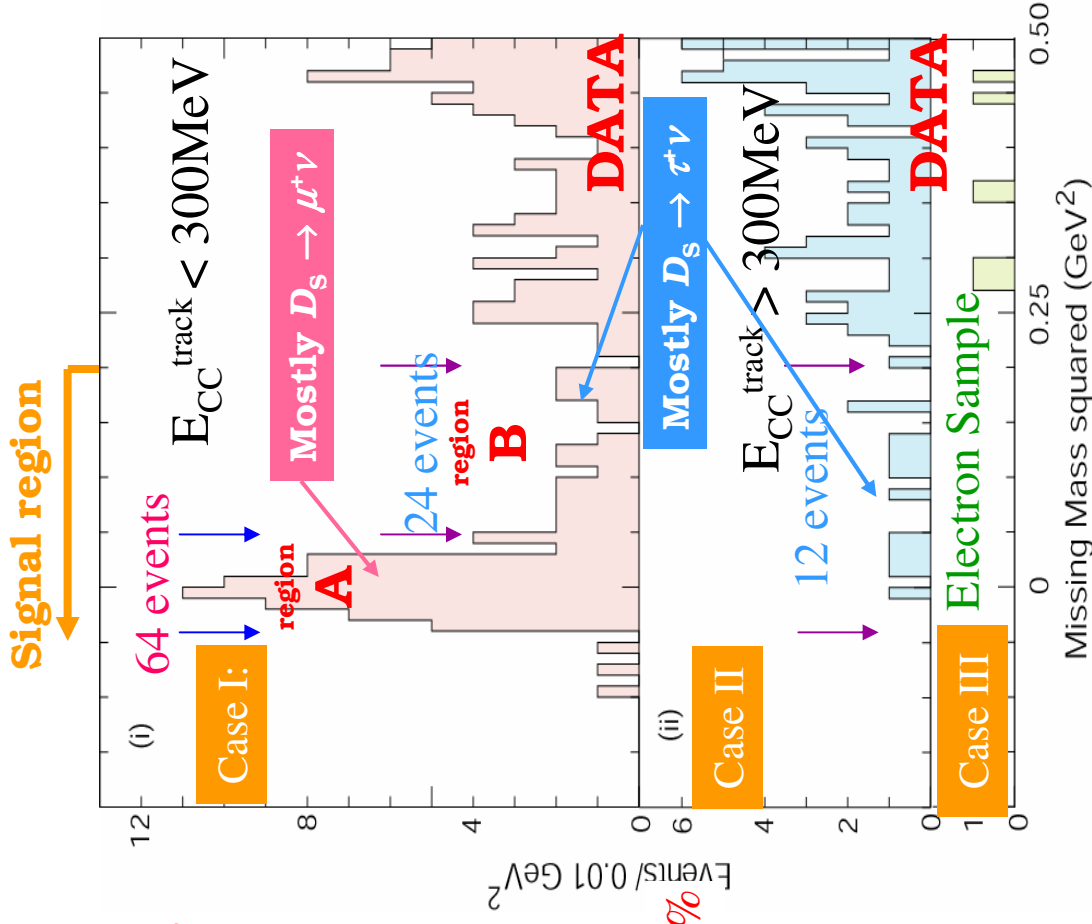 Signal region
64 events
(i)
Case I:
region
A
E_CC^track < 300MeV
Mostly D_S → μ⁺ν
24 events
region
B
DATA
12
8
4
0
Events/0.01 GeV²
%
(ii)
Case II
12 events
E_CC^track > 300MeV
Mostly D_S → τ⁺ν
DATA
6
4
2
0
Case III
Electron Sample
1
0
0
0.25
0.50
Missing Mass squared (GeV²)